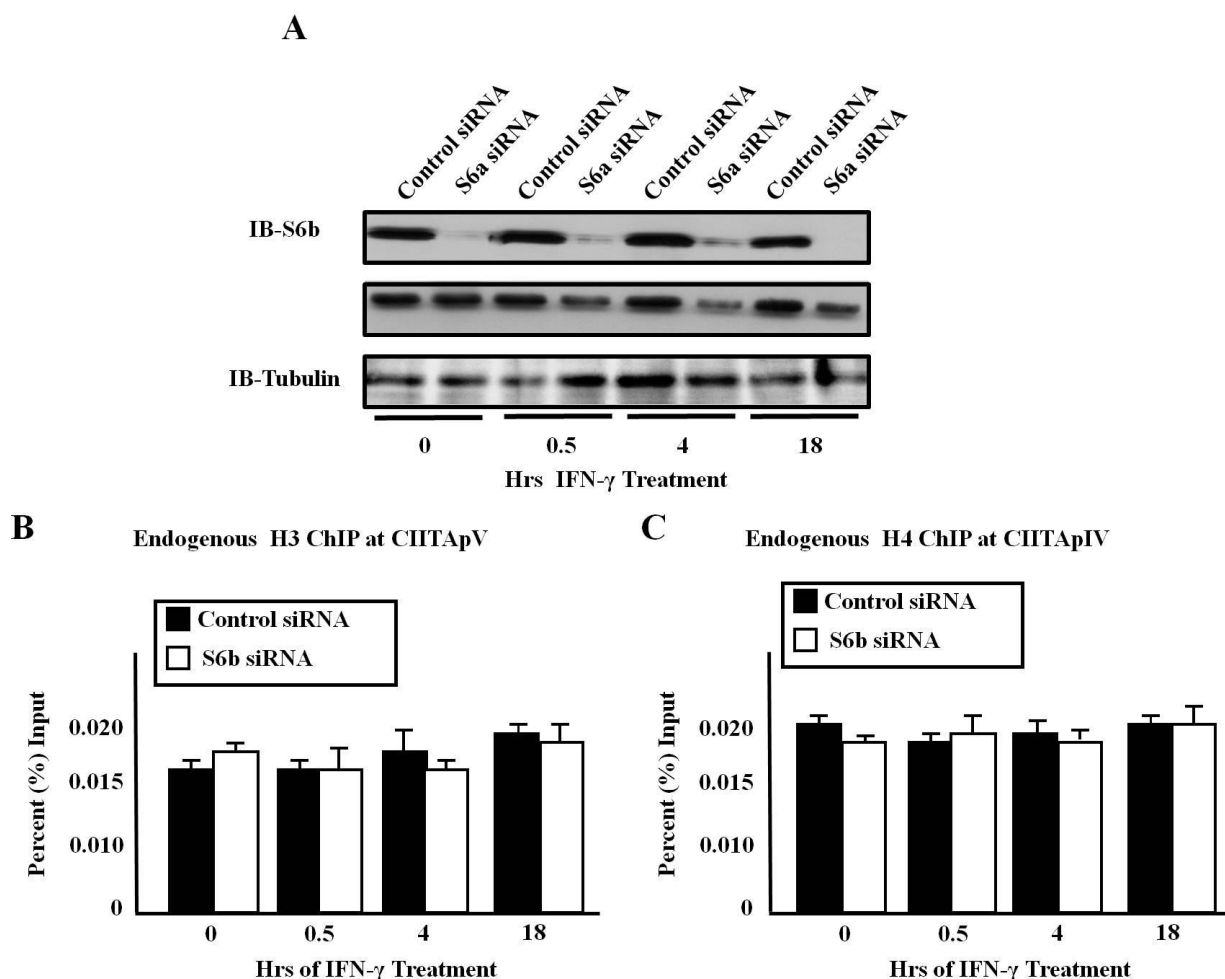 A
Control siRNA
S6a siRNA
Control siRNA
S6a siRNA
Control siRNA
S6a siRNA
Control siRNA
S6a siRNA
IB-S6b
IB-Tubulin
0 0.5 4 18
Hrs IFN-γ Treatment
B
Endogenous H3 ChIP at CIITApV
Control siRNA
S6b siRNA
Percent (%) Input
0.020
0.015
0.010
0
0 0.5 4 18
Hrs of IFN-γ Treatment
C
Endogenous H4 ChIP at CIITApIV
Control siRNA
S6b siRNA
Percent (%) Input
0.020
0.015
0.010
0
0 0.5 4 18
Hrs of IFN-γ Treatment